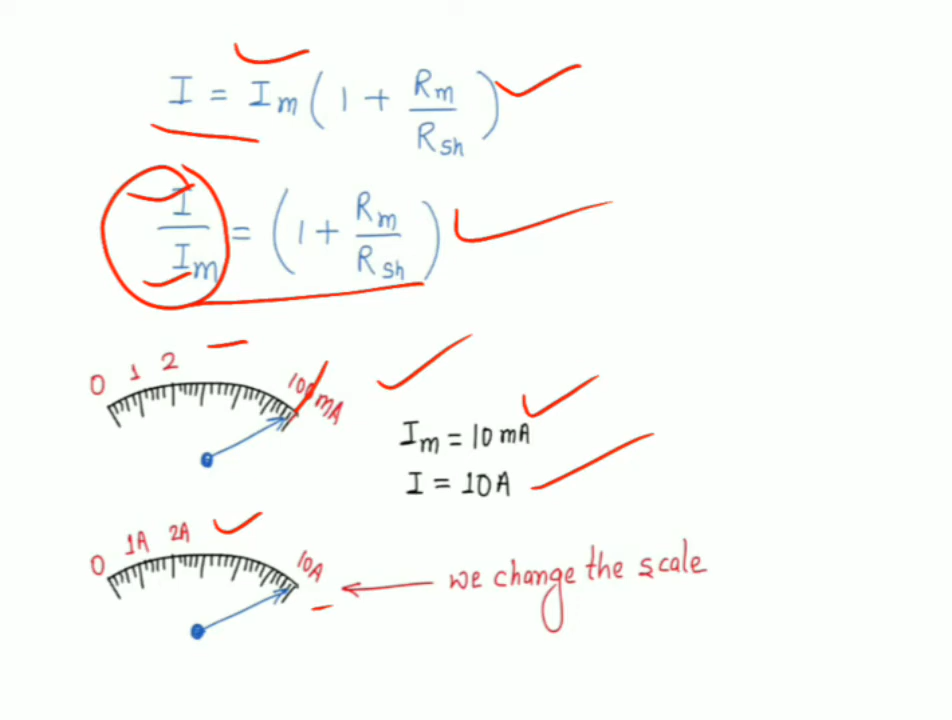 I = Im (1 + Rm/Rsh)
I/Im = (1 + Rm/Rsh)
0 1 2 100 mA
Im = 10 mA
I = 10A
0 1A 2A 10A
we change the scale